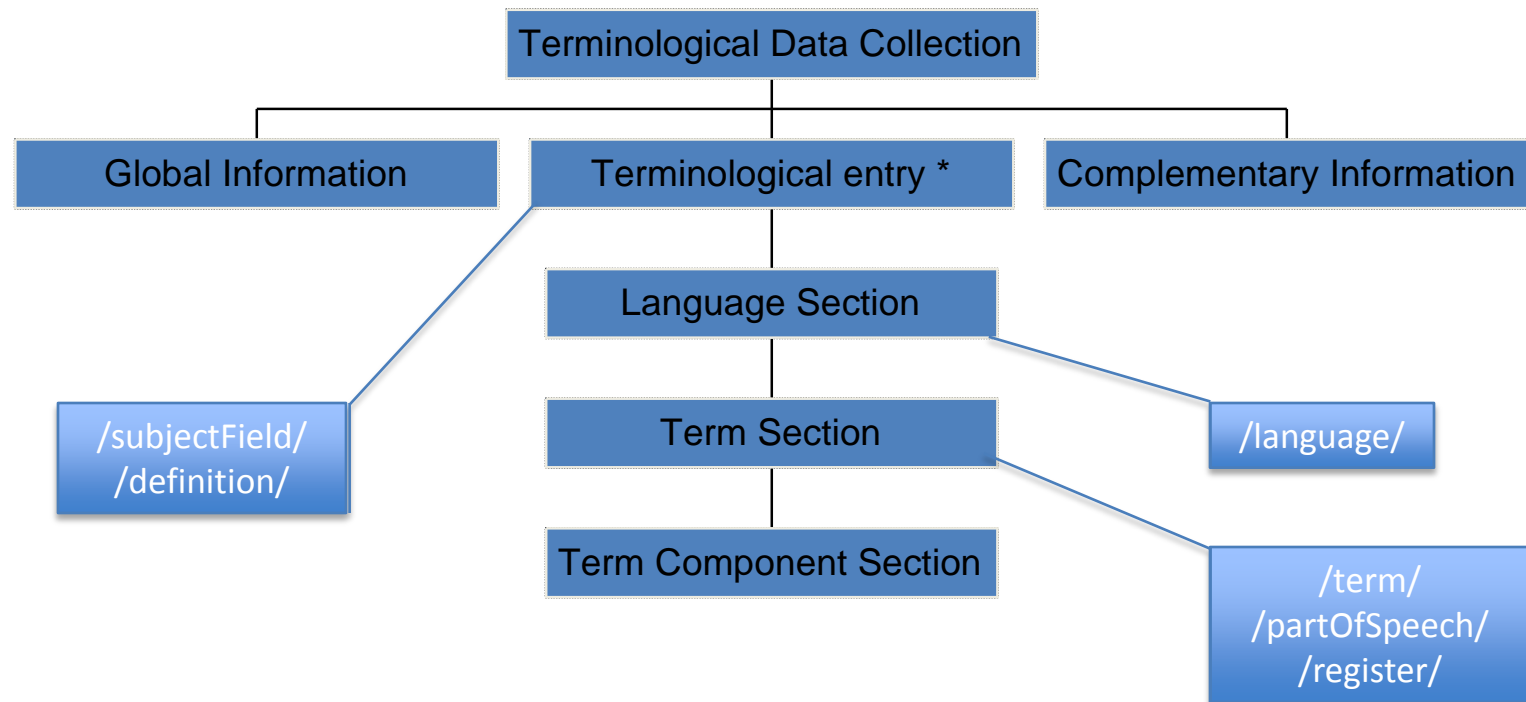 Terminological Data Collection
Global Information
Terminological entry *
Complementary Information
Language Section
/subjectField/
/definition/
Term Section
/language/
Term Component Section
/term/
/partOfSpeech/
/register/